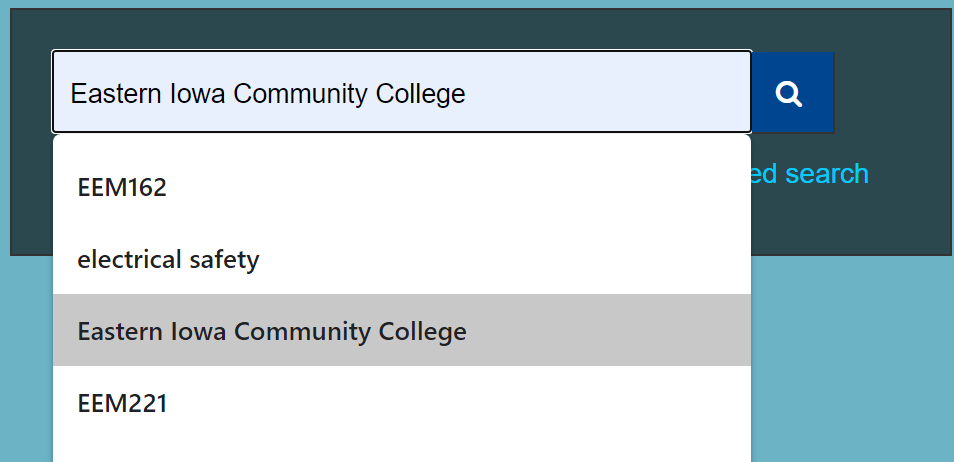 Eastern Iowa Community College
ed search
EEM162
electrical safety
Eastern Iowa Community College
EEM221